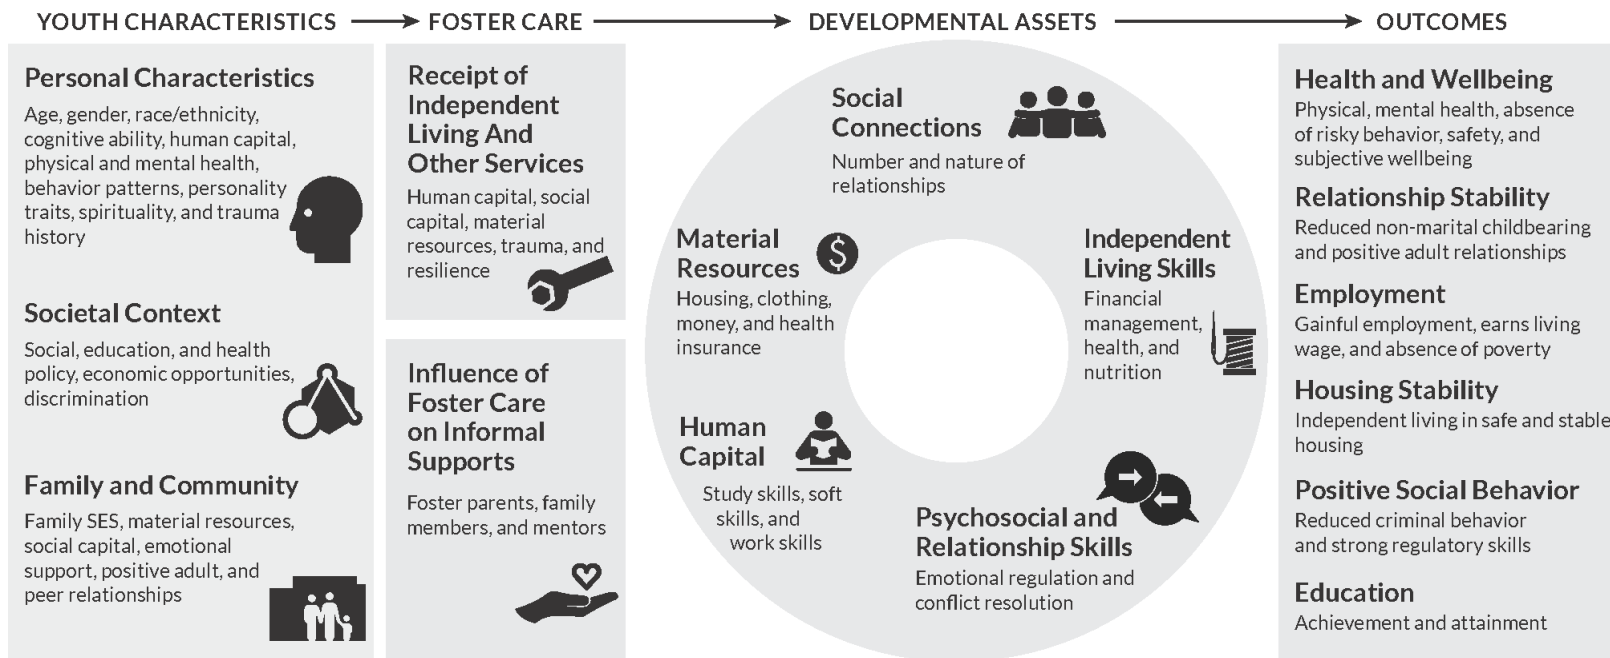 YOUTH CHARACTERISTICS
FOSTER CARE
DEVELOPMENTAL ASSETS
OUTCOMES
Personal Characteristics
Age, gender, race/ethnicity,
cognitive ability, human capital,
physical and mental health,
behavior patterns, personality
traits, spirituality, and trauma
history
Societal Context
Social, education, and health
policy, economic opportunities,
discrimination
Family and Community
Family SES, material resources,
social capital, emotional
support, positive adult, and
peer relationships
Receipt of
Independent
Living And
Other Services
Human capital, social
capital, material
resources, trauma, and
resilience
Influence of
Foster Care
on Informal
Supports
Foster parents, family
members, and mentors
Social
Connections
Number and nature of
relationships
Material
Resources
$
Housing, clothing,
money, and health
insurance
Independent
Living Skills
Financial
management,
health, and
nutrition
Human
Capital
Study skills, soft
skills, and
work skills
Psychosocial and
Relationship Skills
Emotional regulation and
conflict resolution
Health and Wellbeing
Physical, mental health, absence
of risky behavior, safety, and
subjective wellbeing
Relationship Stability
Reduced non-marital childbearing
and positive adult relationships
Employment
Gainful employment, earns living
wage, and absence of poverty
Housing Stability
Independent living in safe and stable
housing
Positive Social Behavior
Reduced criminal behavior
and strong regulatory skills
Education
Achievement and attainment